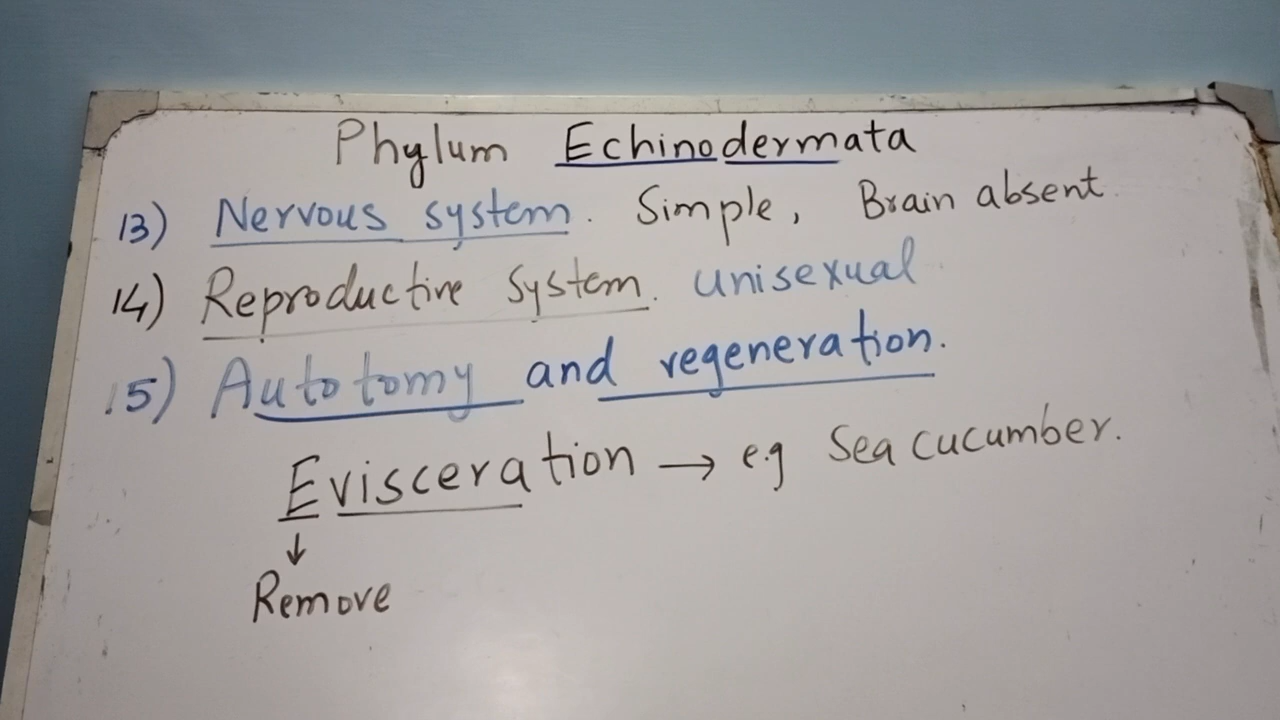 Phylum Echinodermata
13) Nervous system. Simple, Brain absent
14) Reproductive system. unisexual
15) Autotomy and regeneration.
Evisceration → e.g Sea cucumber.
↓
Remove